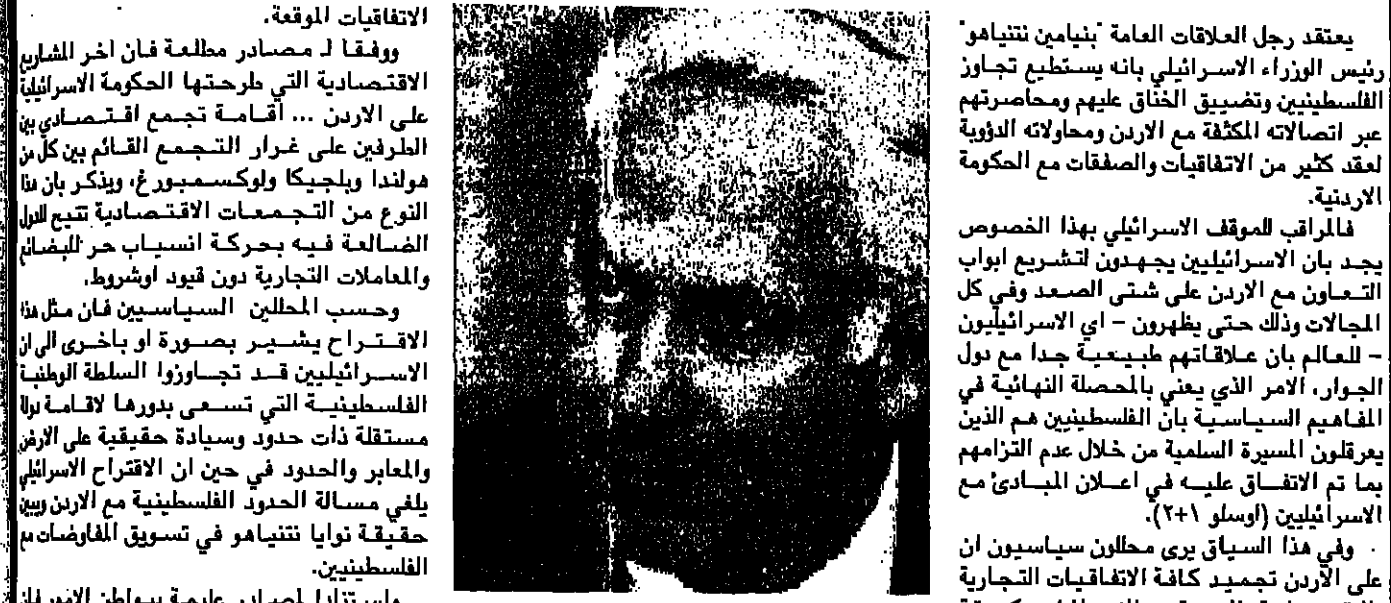 يعتقد رجل العلاقات العامة "بنيامين نتنياهو"
رئيس الوزراء الاسرائيلي بانه يستطيع تجاوز
الفلسطينيين وتضييق الخناق عليهم ومحاصرتهم
عبر اتصالاته المكثفة مع الاردن ومحاولاته الدؤوبة
لعقد كثير من الاتفاقيات والصفقات مع الحكومة
الاردنية.
فالمراقب للموقف الاسرائيلي بهذا الخصوص
يجد بان الاسرائيليين يجهدون لتشريع ابواب
التعاون مع الاردن على شتى الصعد وفي كل
المجالات وذلك حتى يظهرون - اي الاسرائيليون
- للعالم بان علاقاتهم طبيعية جدا مع دول
الجوار، الامر الذي يعني بالمحصلة النهائية في
المفاهيم السياسية بان الفلسطينيين هم الذين
يعرقلون المسيرة السلمية من خلال عدم التزامهم
بما تم الاتفاق عليه في اعلان المبادئ مع
الاسرائيليين (اوسلو ١+٢).
وفي هذا السياق يرى محللون سياسيون ان
على الأردن تجميد كافة الاتفاقيات التجارية
الاتفاقيات الموقعة.
ووفقا لـ مصادر مطلعة فان اخر المشاريع
الاقتصادية التي طرحتها الحكومة الاسرائيلية
على الاردن ... أقامة تجمع اقتصادي بين
الطرفين على غرار التجمع القائم بين كل من
هولندا وبلجيكا ولوكسمبورغ، ويذكر بان هذا
النوع من التجمعات الاقتصادية تتيع للدول
الضالعة فيه بحركة انسياب حر للبضائع
والمعاملات التجارية دون قيود اوشروط.
وحسب المحللين السياسيين فان مثل هذا
الاقتراح يشير بصورة او باخرى الى ان
الاسرائيليين قد تجاوزوا السلطة الوطنية
الفلسطينية التي تسعى بدورها لاقامة دولة
مستقلة ذات حدود وسيادة حقيقية على الارض
والمعابر والحدود في حين ان الاقتراح الاسرائيلي
يلغي مسالة الحدود الفلسطينية مع الاردن ويبين
حقيقة نوايا نتنياهو في تسويق المفاوضات مع
الفلسطينيين.
واستنادا لمصادر عليمة ببواطن الامور فان